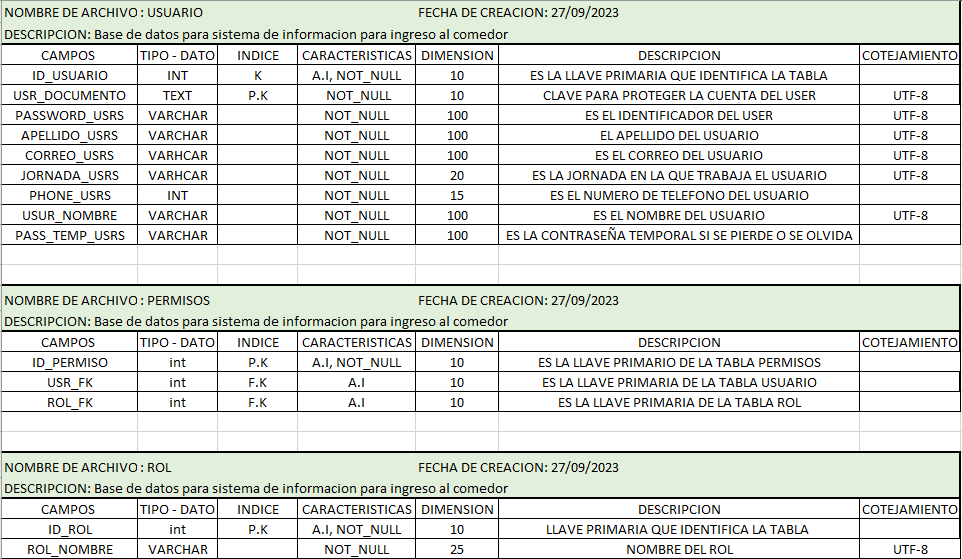 NOMBRE DE ARCHIVO : USUARIO FECHA DE CREACION: 27/09/2023
DESCRIPCION: Base de datos para sistema de informacion para ingreso al comedor
CAMPOS TIPO - DATO INDICE CARACTERISTICAS DIMENSION DESCRIPCION COTEJAMIENTO
ID_USUARIO INT K A.I, NOT_NULL 10 ES LA LLAVE PRIMARIA QUE IDENTIFICA LA TABLA
USR_DOCUMENTO TEXT P.K NOT_NULL 10 CLAVE PARA PROTEGER LA CUENTA DEL USER UTF-8
PASSWORD_USRS VARCHAR NOT_NULL 100 ES EL IDENTIFICADOR DEL USER UTF-8
APELLIDO_USRS VARCHAR NOT_NULL 100 EL APELLIDO DEL USUARIO UTF-8
CORREO_USRS VARHCAR NOT_NULL 100 ES EL CORREO DEL USUARIO UTF-8
JORNADA_USRS VARHCAR NOT_NULL 20 ES LA JORNADA EN LA QUE TRABAJA EL USUARIO UTF-8
PHONE_USRS INT NOT_NULL 15 ES EL NUMERO DE TELEFONO DEL USUARIO
USUR_NOMBRE VARCHAR NOT_NULL 100 ES EL NOMBRE DEL USUARIO UTF-8
PASS_TEMP_USRS VARCHAR NOT_NULL 100 ES LA CONTRASEÑA TEMPORAL SI SE PIERDE O SE OLVIDA
NOMBRE DE ARCHIVO : PERMISOS FECHA DE CREACION: 27/09/2023
DESCRIPCION: Base de datos para sistema de informacion para ingreso al comedor
CAMPOS TIPO - DATO INDICE CARACTERISTICAS DIMENSION DESCRIPCION COTEJAMIENTO
ID_PERMISO int P.K A.I, NOT_NULL 10 ES LA LLAVE PRIMARIO DE LA TABLA PERMISOS
USR_FK int F.K A.I 10 ES LA LLAVE PRIMARIA DE LA TABLA USUARIO
ROL_FK int F.K A.I 10 ES LA LLAVE PRIMARIA DE LA TABLA ROL
NOMBRE DE ARCHIVO : ROL FECHA DE CREACION: 27/09/2023
DESCRIPCION: Base de datos para sistema de informacion para ingreso al comedor
CAMPOS TIPO - DATO INDICE CARACTERISTICAS DIMENSION DESCRIPCION COTEJAMIENTO
ID_ROL int P.K A.I, NOT_NULL 10 LLAVE PRIMARIA QUE IDENTIFICA LA TABLA
ROL_NOMBRE VARCHAR NOT_NULL 25 NOMBRE DEL ROL UTF-8